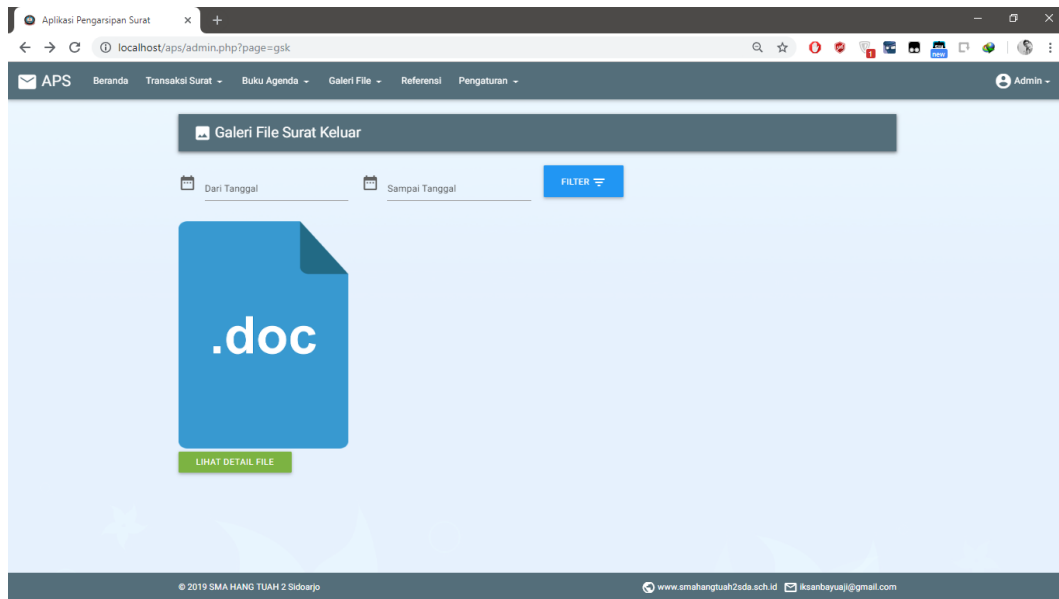 Aplikasi Pengarsipan Surat
localhost/aps/admin.php?page=gsk
1
new
APS Beranda Transaksi Surat Buku Agenda Galeri File Referensi Pengaturan Admin
Galeri File Surat Keluar
Dari Tanggal Sampai Tanggal FILTER
.doc
LIHAT DETAIL FILE
© 2019 SMA HANG TUAH 2 Sidoarjo www.smahangtuah2sda.sch.id iksanbayuaji@gmail.com